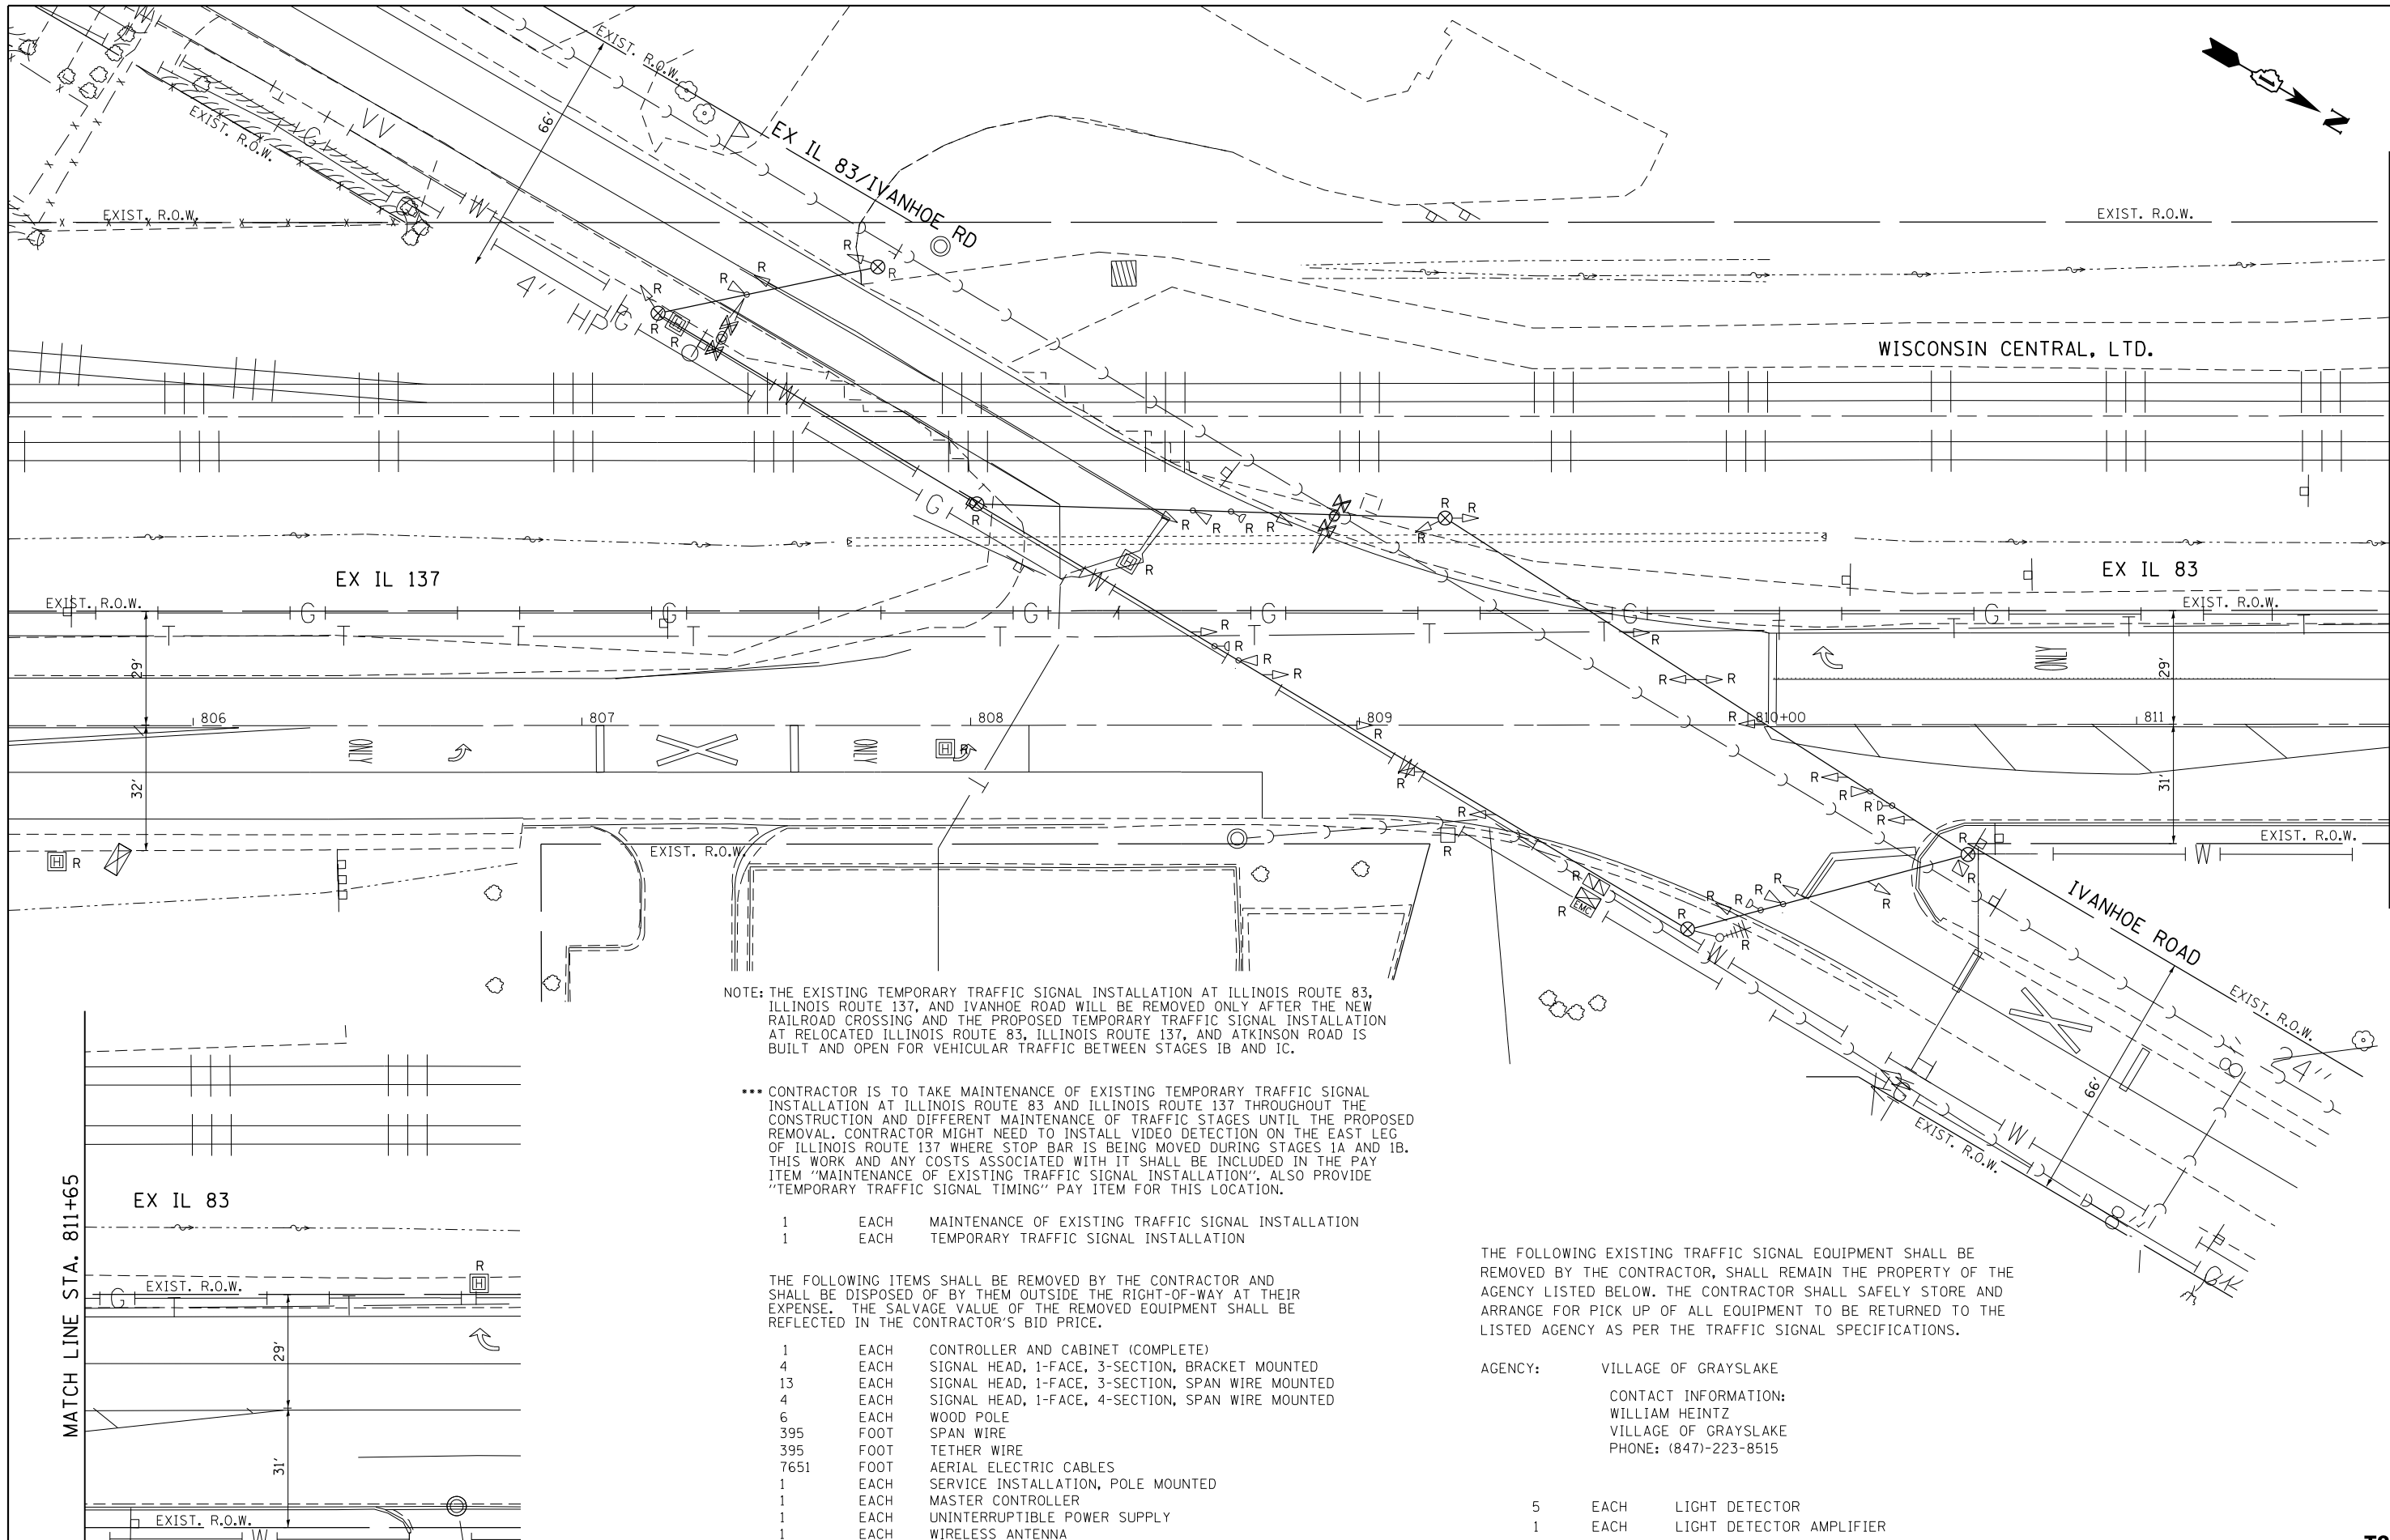 EXIST. R.O.W.
EXIST. R.O.W.
66'
EX IL 83/IVANHOE RD
N
EXIST. R.O.W.
EXIST. R.O.W.
4" HPG
WISCONSIN CENTRAL, LTD.
EX IL 137
EX IL 83
EXIST. R.O.W.
EXIST. R.O.W.
29'
29'
ONLY
806
807
808
809
810+00
811
ONLY
ONLY
32'
31'
EXIST. R.O.W.
EXIST. R.O.W.
EMC
IVANHOE ROAD
EXIST. R.O.W.
24"
66'
EXIST. R.O.W.
NOTE: THE EXISTING TEMPORARY TRAFFIC SIGNAL INSTALLATION AT ILLINOIS ROUTE 83,
ILLINOIS ROUTE 137, AND IVANHOE ROAD WILL BE REMOVED ONLY AFTER THE NEW
RAILROAD CROSSING AND THE PROPOSED TEMPORARY TRAFFIC SIGNAL INSTALLATION
AT RELOCATED ILLINOIS ROUTE 83, ILLINOIS ROUTE 137, AND ATKINSON ROAD IS
BUILT AND OPEN FOR VEHICULAR TRAFFIC BETWEEN STAGES IB AND IC.
*** CONTRACTOR IS TO TAKE MAINTENANCE OF EXISTING TEMPORARY TRAFFIC SIGNAL
INSTALLATION AT ILLINOIS ROUTE 83 AND ILLINOIS ROUTE 137 THROUGHOUT THE
CONSTRUCTION AND DIFFERENT MAINTENANCE OF TRAFFIC STAGES UNTIL THE PROPOSED
REMOVAL. CONTRACTOR MIGHT NEED TO INSTALL VIDEO DETECTION ON THE EAST LEG
OF ILLINOIS ROUTE 137 WHERE STOP BAR IS BEING MOVED DURING STAGES 1A AND 1B.
THIS WORK AND ANY COSTS ASSOCIATED WITH IT SHALL BE INCLUDED IN THE PAY
ITEM "MAINTENANCE OF EXISTING TRAFFIC SIGNAL INSTALLATION". ALSO PROVIDE
"TEMPORARY TRAFFIC SIGNAL TIMING" PAY ITEM FOR THIS LOCATION.
1 EACH MAINTENANCE OF EXISTING TRAFFIC SIGNAL INSTALLATION
1 EACH TEMPORARY TRAFFIC SIGNAL INSTALLATION
THE FOLLOWING ITEMS SHALL BE REMOVED BY THE CONTRACTOR AND
SHALL BE DISPOSED OF BY THEM OUTSIDE THE RIGHT-OF-WAY AT THEIR
EXPENSE. THE SALVAGE VALUE OF THE REMOVED EQUIPMENT SHALL BE
REFLECTED IN THE CONTRACTOR'S BID PRICE.
1 EACH CONTROLLER AND CABINET (COMPLETE)
4 EACH SIGNAL HEAD, 1-FACE, 3-SECTION, BRACKET MOUNTED
13 EACH SIGNAL HEAD, 1-FACE, 3-SECTION, SPAN WIRE MOUNTED
4 EACH SIGNAL HEAD, 1-FACE, 4-SECTION, SPAN WIRE MOUNTED
6 EACH WOOD POLE
395 FOOT SPAN WIRE
395 FOOT TETHER WIRE
7651 FOOT AERIAL ELECTRIC CABLES
1 EACH SERVICE INSTALLATION, POLE MOUNTED
1 EACH MASTER CONTROLLER
1 EACH UNINTERRUPTIBLE POWER SUPPLY
1 EACH WIRELESS ANTENNA
THE FOLLOWING EXISTING TRAFFIC SIGNAL EQUIPMENT SHALL BE
REMOVED BY THE CONTRACTOR, SHALL REMAIN THE PROPERTY OF THE
AGENCY LISTED BELOW. THE CONTRACTOR SHALL SAFELY STORE AND
ARRANGE FOR PICK UP OF ALL EQUIPMENT TO BE RETURNED TO THE
LISTED AGENCY AS PER THE TRAFFIC SIGNAL SPECIFICATIONS.
AGENCY: VILLAGE OF GRAYSLAKE
CONTACT INFORMATION:
WILLIAM HEINTZ
VILLAGE OF GRAYSLAKE
PHONE: (847)-223-8515
5 EACH LIGHT DETECTOR
1 EACH LIGHT DETECTOR AMPLIFIER
MATCH LINE STA. 811+65
EX IL 83
EXIST. R.O.W.
29'
31'
EXIST. R.O.W.